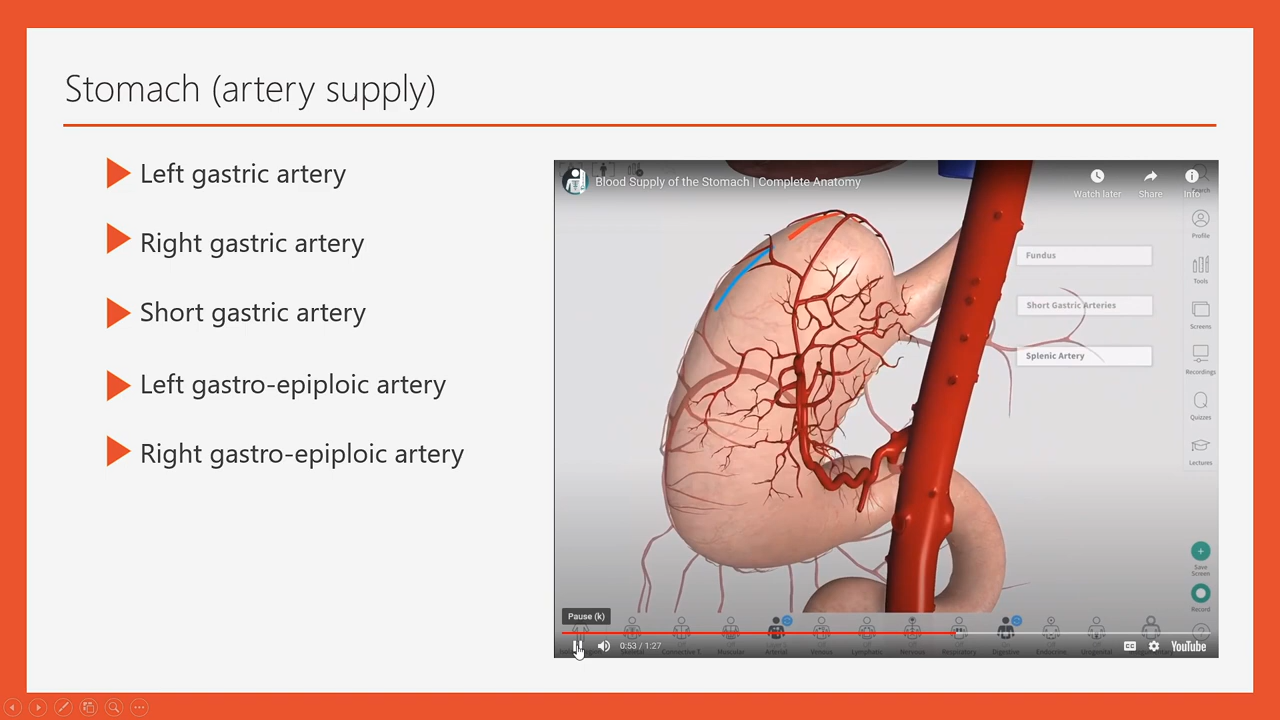 Stomach (artery supply)
Left gastric artery
Right gastric artery
Short gastric artery
Left gastro-epiploic artery
Right gastro-epiploic artery
Blood Supply of the Stomach | Complete Anatomy
Watch later
Share
Info
Search
Profile
Tools
Screens
Recordings
Quizzes
Lectures
Fundus
Short Gastric Arteries
Splenic Artery
Save
Screen
Record
Pause (k)
Skeletal
Connective T.
Muscular
Arterial
Venous
Lymphatic
Nervous
Respiratory
Digestive
Endocrine
Urogenital
0:53 / 1:27
YouTube